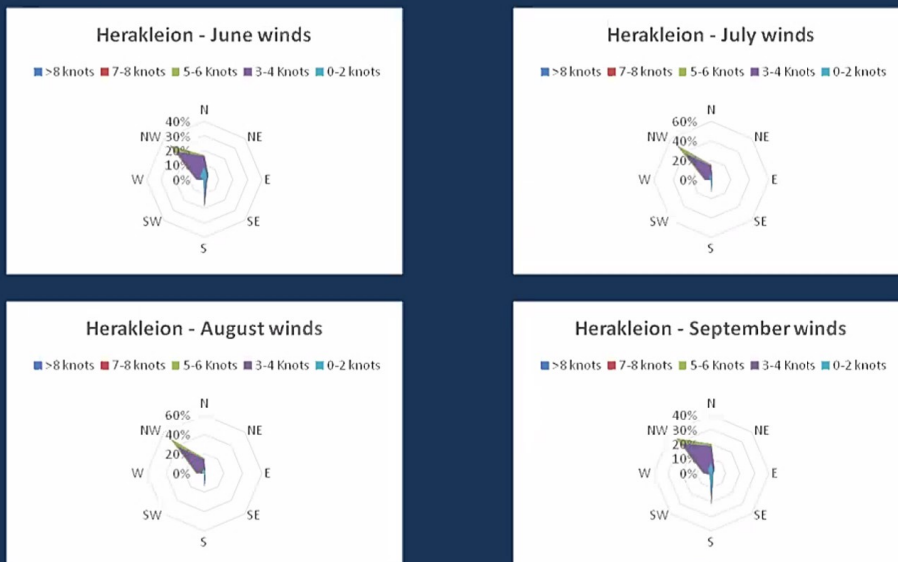 Herakleion - June winds
>8 knots 7-8 knots 5-6 Knots 3-4 Knots 0-2 knots
N
40%
NW 30% NE
20%
10%
W 0% E
SW SE
S
Herakleion - July winds
>8 knots 7-8 knots 5-6 Knots 3-4 Knots 0-2 knots
N
60%
NW 40% NE
20%
W 0% E
SW SE
S
Herakleion - August winds
>8 knots 7-8 knots 5-6 Knots 3-4 Knots 0-2 knots
N
60%
NW 40% NE
20%
W 0% E
SW SE
S
Herakleion - September winds
>8 knots 7-8 knots 5-6 Knots 3-4 Knots 0-2 knots
N
40%
NW 30% NE
20%
10%
W 0% E
SW SE
S